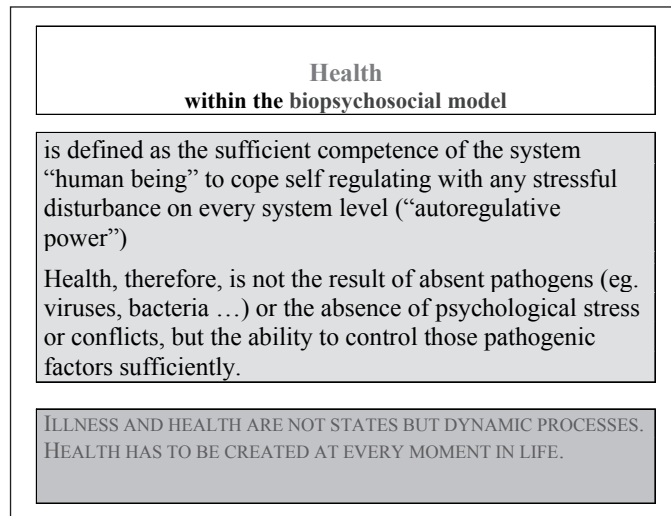 Health
within the biopsychosocial model
is defined as the sufficient competence of the system
“human being” to cope self regulating with any stressful
disturbance on every system level (“autoregulative
power”)
Health, therefore, is not the result of absent pathogens (eg.
viruses, bacteria …) or the absence of psychological stress
or conflicts, but the ability to control those pathogenic
factors sufficiently.
ILLNESS AND HEALTH ARE NOT STATES BUT DYNAMIC PROCESSES.
HEALTH HAS TO BE CREATED AT EVERY MOMENT IN LIFE.